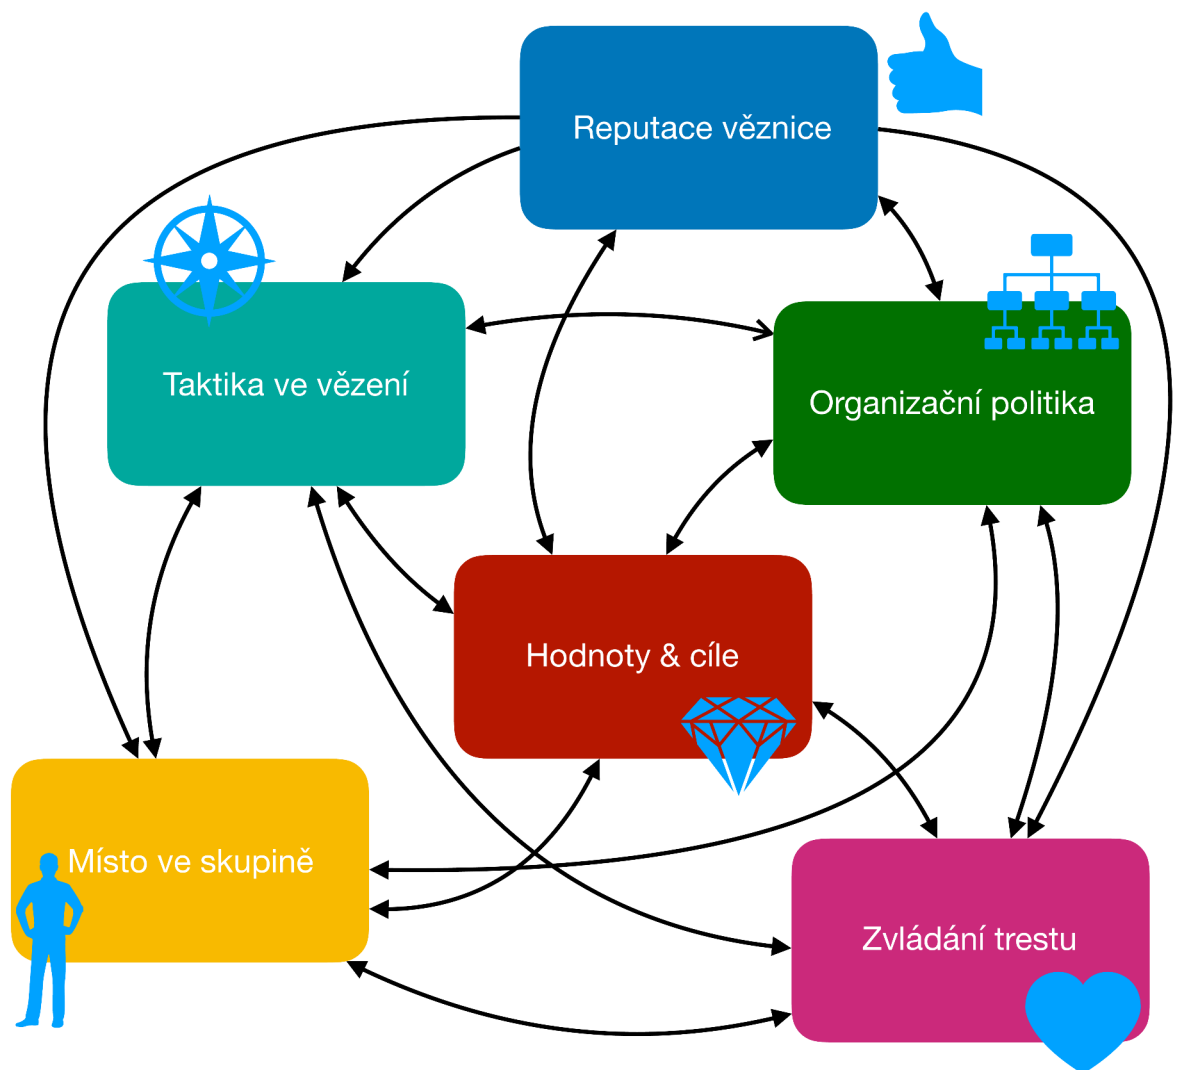 Reputace věznice
Taktika ve vězení
Organizační politika
Hodnoty & cíle
Místo ve skupině
Zvládání trestu